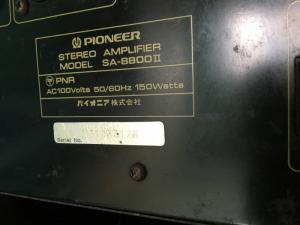 PIONEER
STEREO AMPLIFIER
MODEL SA-8800II
PNR
AC100Volts 50/60Hz 150Watts
パイオニア株式会社
Serial No.